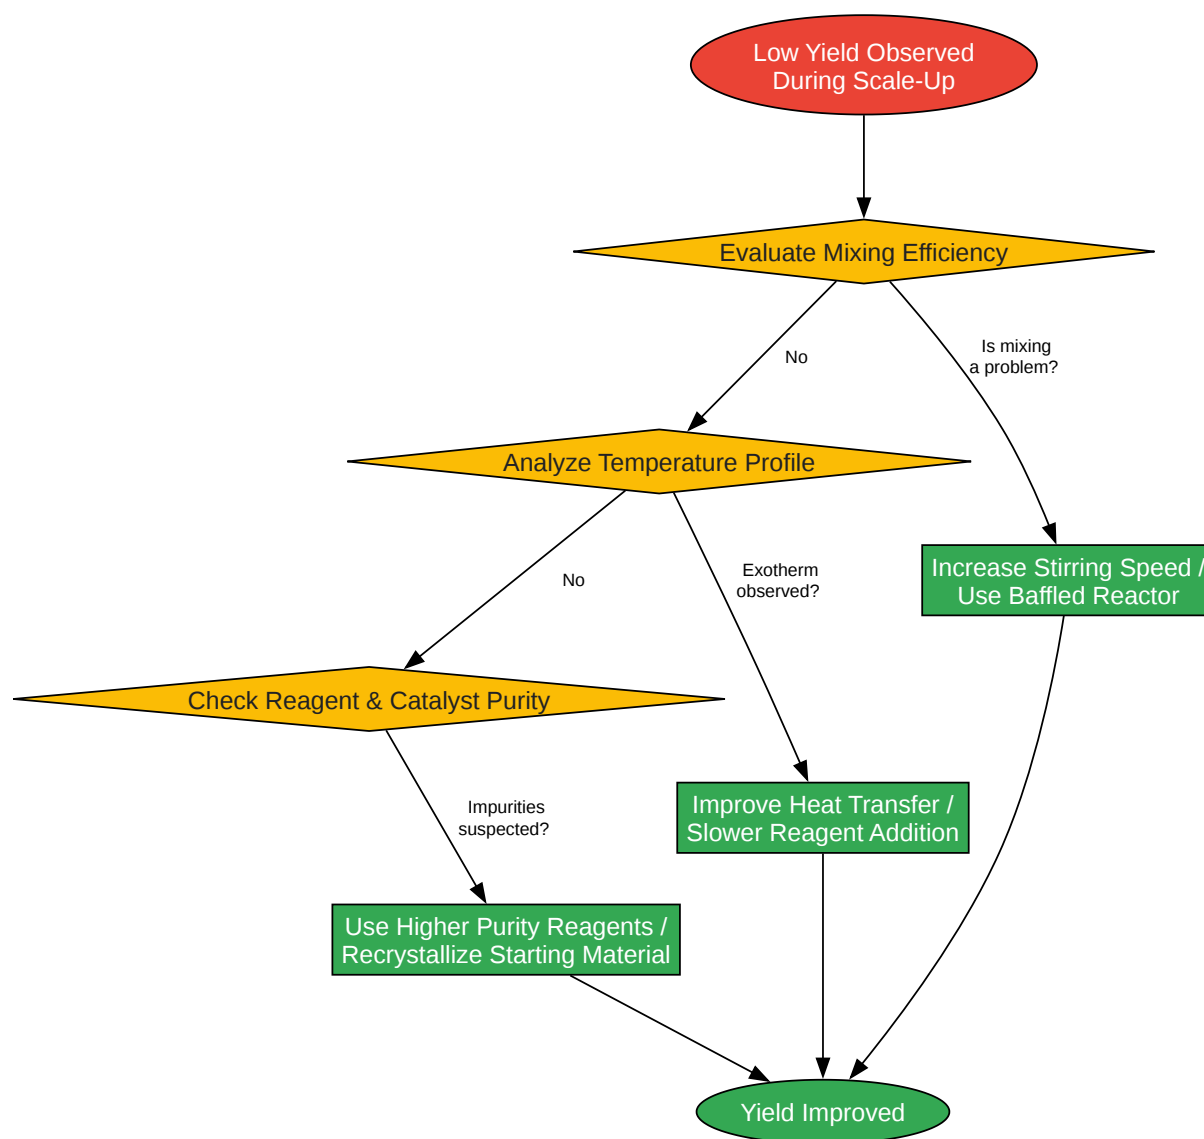 Low Yield Observed
During Scale-Up
Evaluate Mixing Efficiency
Is mixing
a problem?
No
Analyze Temperature Profile
No
Exotherm
observed?
Increase Stirring Speed /
Use Baffled Reactor
Check Reagent & Catalyst Purity
Impurities
suspected?
Improve Heat Transfer /
Slower Reagent Addition
Use Higher Purity Reagents /
Recrystallize Starting Material
Yield Improved